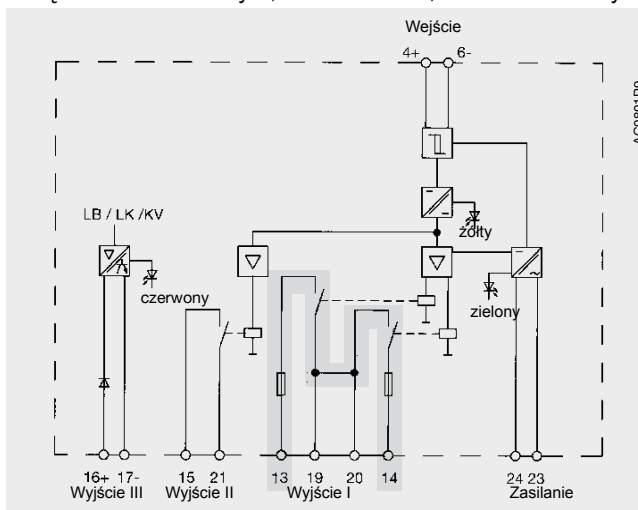 Wejście
4+ 6-
LB / LK /KV
żółty
czerwony
zielony
16+ 17- 15 21 13 19 20 14 24 23
Wyjście III Wyjście II Wyjście I Zasilanie